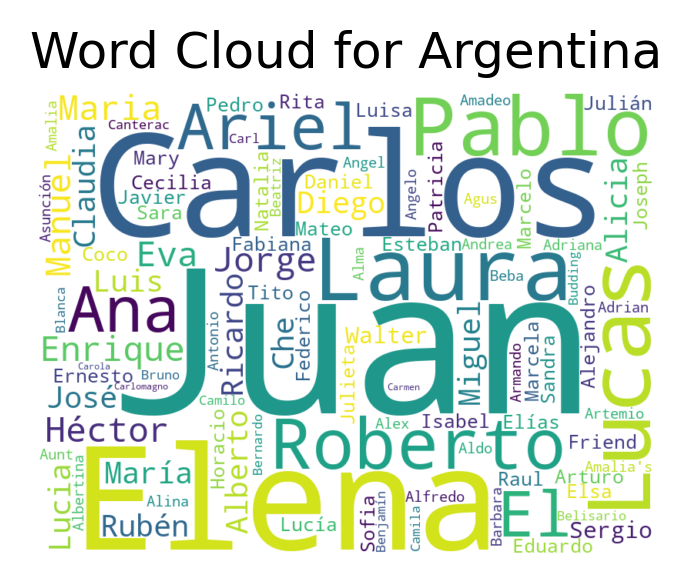 Word Cloud for Argentina
Maria
Pedro
Rita
Luisa
Amadeo
Julián
Amalia
Canterac
Ariel
Carl
Pablo
Asunción
Manuel
Claudia
Mary
Carlos
Angel
Cecilia
Natalia
Beatriz
Daniel
Angelo
Patricia
Agus
Marcelo
Alicia
Joseph
Javier
Sara
Diego
Mateo
Coco
Eva
Fabiana
Jorge
Alma
Esteban
Andrea
Adriana
Luis
Laura
Beba
Budding
Lucas
Blanca
Ana
Juan
Ricardo
Tito
Che
Federico
Antonio
Enrique
Julieta
Walter
Miguel
Armando
Marcela
Sandra
Alejandro
Adrian
Carola
Ernesto
Bruno
Carlomagno
Carmen
José
Camilo
Héctor
Horacio
Alberto
Bernardo
Roberto
Alex
Isabel
Elías
Artemio
Aunt
Lucia
Albertina
María
Elena
Aldo
Friend
Alina
Raul
Arturo
Amalia's
Elsa
Rubén
Lucía
Sofia
Benjamín
Alfredo
Camila
Barbara
El
Belisario
Sergio
Eduardo